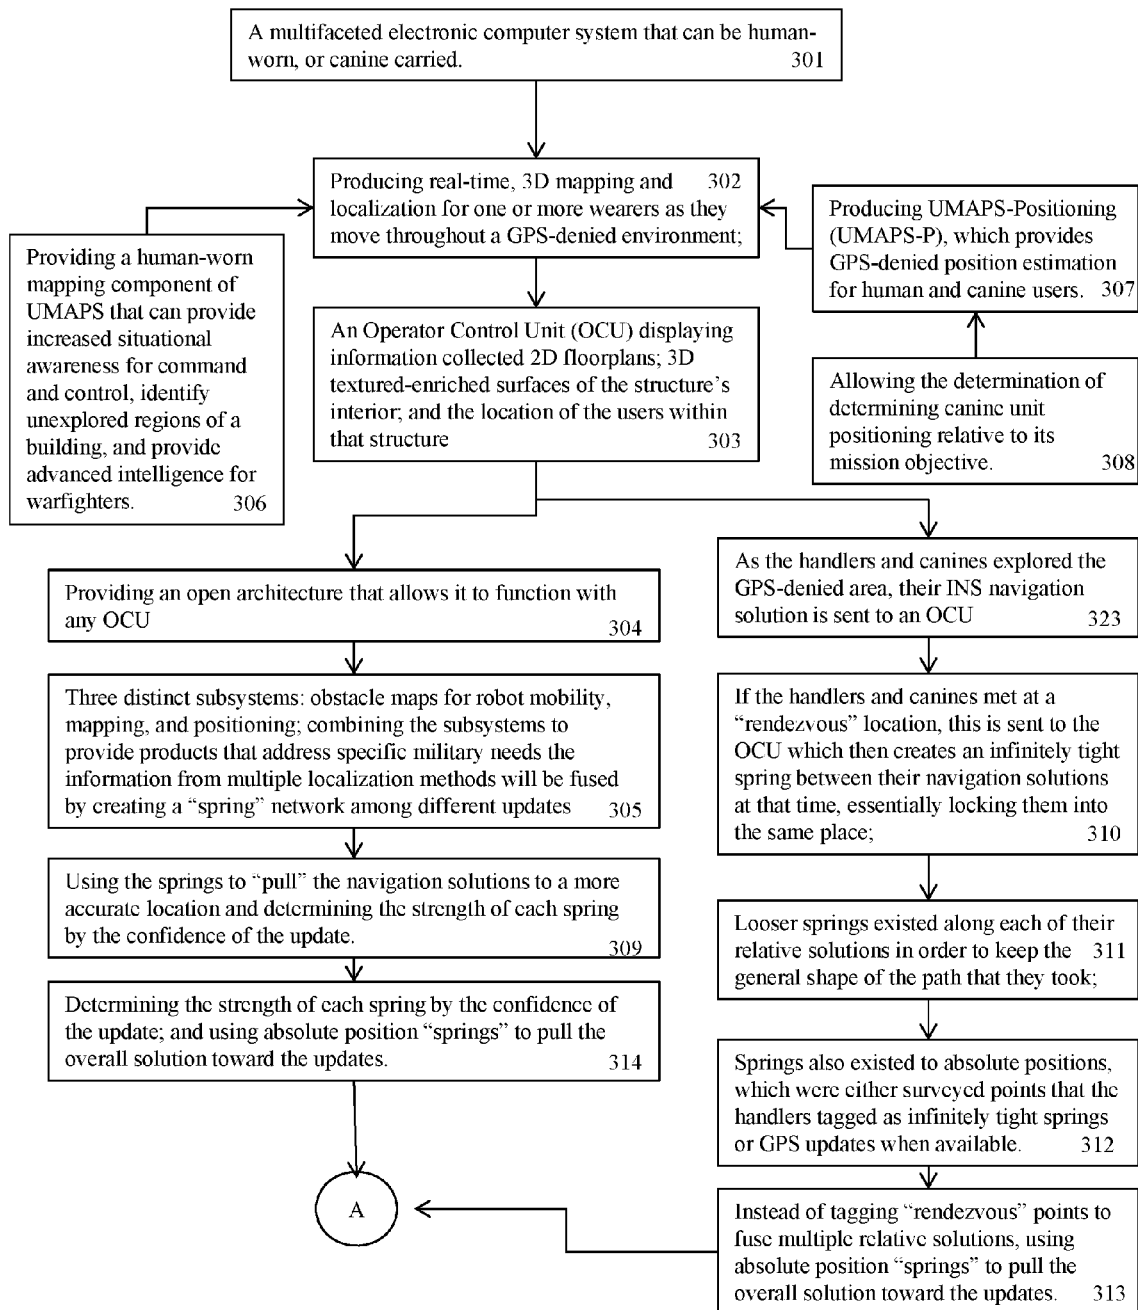 A multifaceted electronic computer system that can be human-
worn, or canine carried. 301
Producing real-time, 3D mapping and 302
localization for one or more wearers as they
move throughout a GPS-denied environment;
Producing UMAPS-Positioning
(UMAPS-P), which provides
GPS-denied position estimation
for human and canine users. 307
Providing a human-worn
mapping component of
UMAPS that can provide
increased situational
awareness for command
and control, identify
unexplored regions of a
building, and provide
advanced intelligence for
warfighters. 306
An Operator Control Unit (OCU) displaying
information collected 2D floorplans; 3D
textured-enriched surfaces of the structure's
interior; and the location of the users within
that structure 303
Allowing the determination of
determining canine unit
positioning relative to its
mission objective. 308
Providing an open architecture that allows it to function with
any OCU 304
As the handlers and canines explored the
GPS-denied area, their INS navigation
solution is sent to an OCU 323
Three distinct subsystems: obstacle maps for robot mobility,
mapping, and positioning; combining the subsystems to
provide products that address specific military needs the
information from multiple localization methods will be fused
by creating a “spring” network among different updates 305
If the handlers and canines met at a
“rendezvous” location, this is sent to the
OCU which then creates an infinitely tight
spring between their navigation solutions
at that time, essentially locking them into
the same place; 310
Using the springs to “pull” the navigation solutions to a more
accurate location and determining the strength of each spring
by the confidence of the update. 309
Looser springs existed along each of their
relative solutions in order to keep the 311
general shape of the path that they took;
Determining the strength of each spring by the confidence of
the update; and using absolute position “springs” to pull the
overall solution toward the updates. 314
Springs also existed to absolute positions,
which were either surveyed points that the
handlers tagged as infinitely tight springs
or GPS updates when available. 312
A
Instead of tagging “rendezvous” points to
fuse multiple relative solutions, using
absolute position “springs” to pull the
overall solution toward the updates. 313